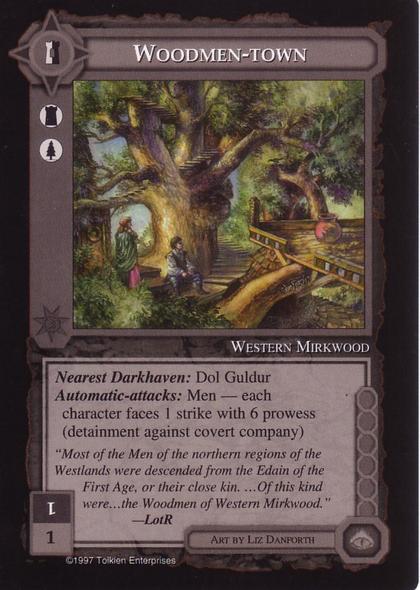 Woodmen-town
Western Mirkwood
Nearest Darkhaven: Dol Guldur
Automatic-attacks: Men — each
character faces 1 strike with 6 prowess
(detainment against covert company)
“Most of the Men of the northern regions of the
Westlands were descended from the Edain of the
First Age, or their close kin. …Of this kind
were…the Woodmen of Western Mirkwood.”
—LotR
1
1
Art by Liz Danforth
©1997 Tolkien Enterprises